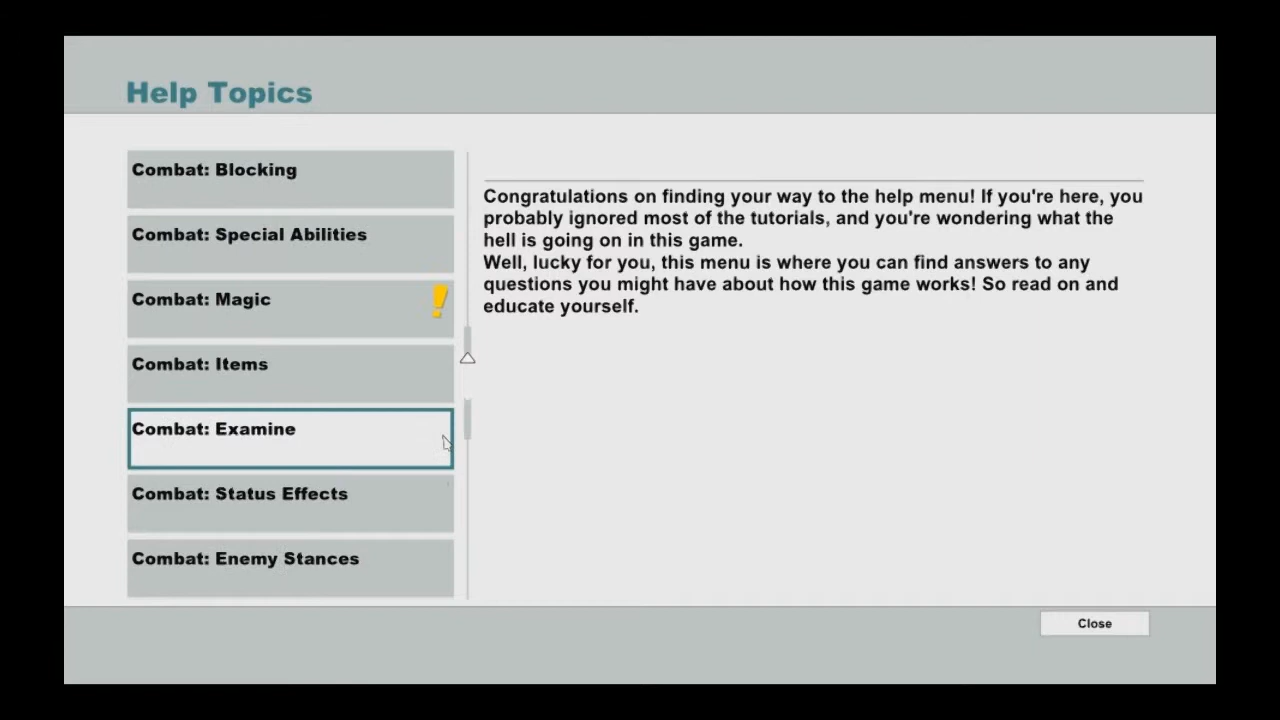 Help Topics
Combat: Blocking
Combat: Special Abilities
Combat: Magic
Combat: Items
Combat: Examine
Combat: Status Effects
Combat: Enemy Stances
Congratulations on finding your way to the help menu! If you're here, you
probably ignored most of the tutorials, and you're wondering what the
hell is going on in this game.
Well, lucky for you, this menu is where you can find answers to any
questions you might have about how this game works! So read on and
educate yourself.
Close